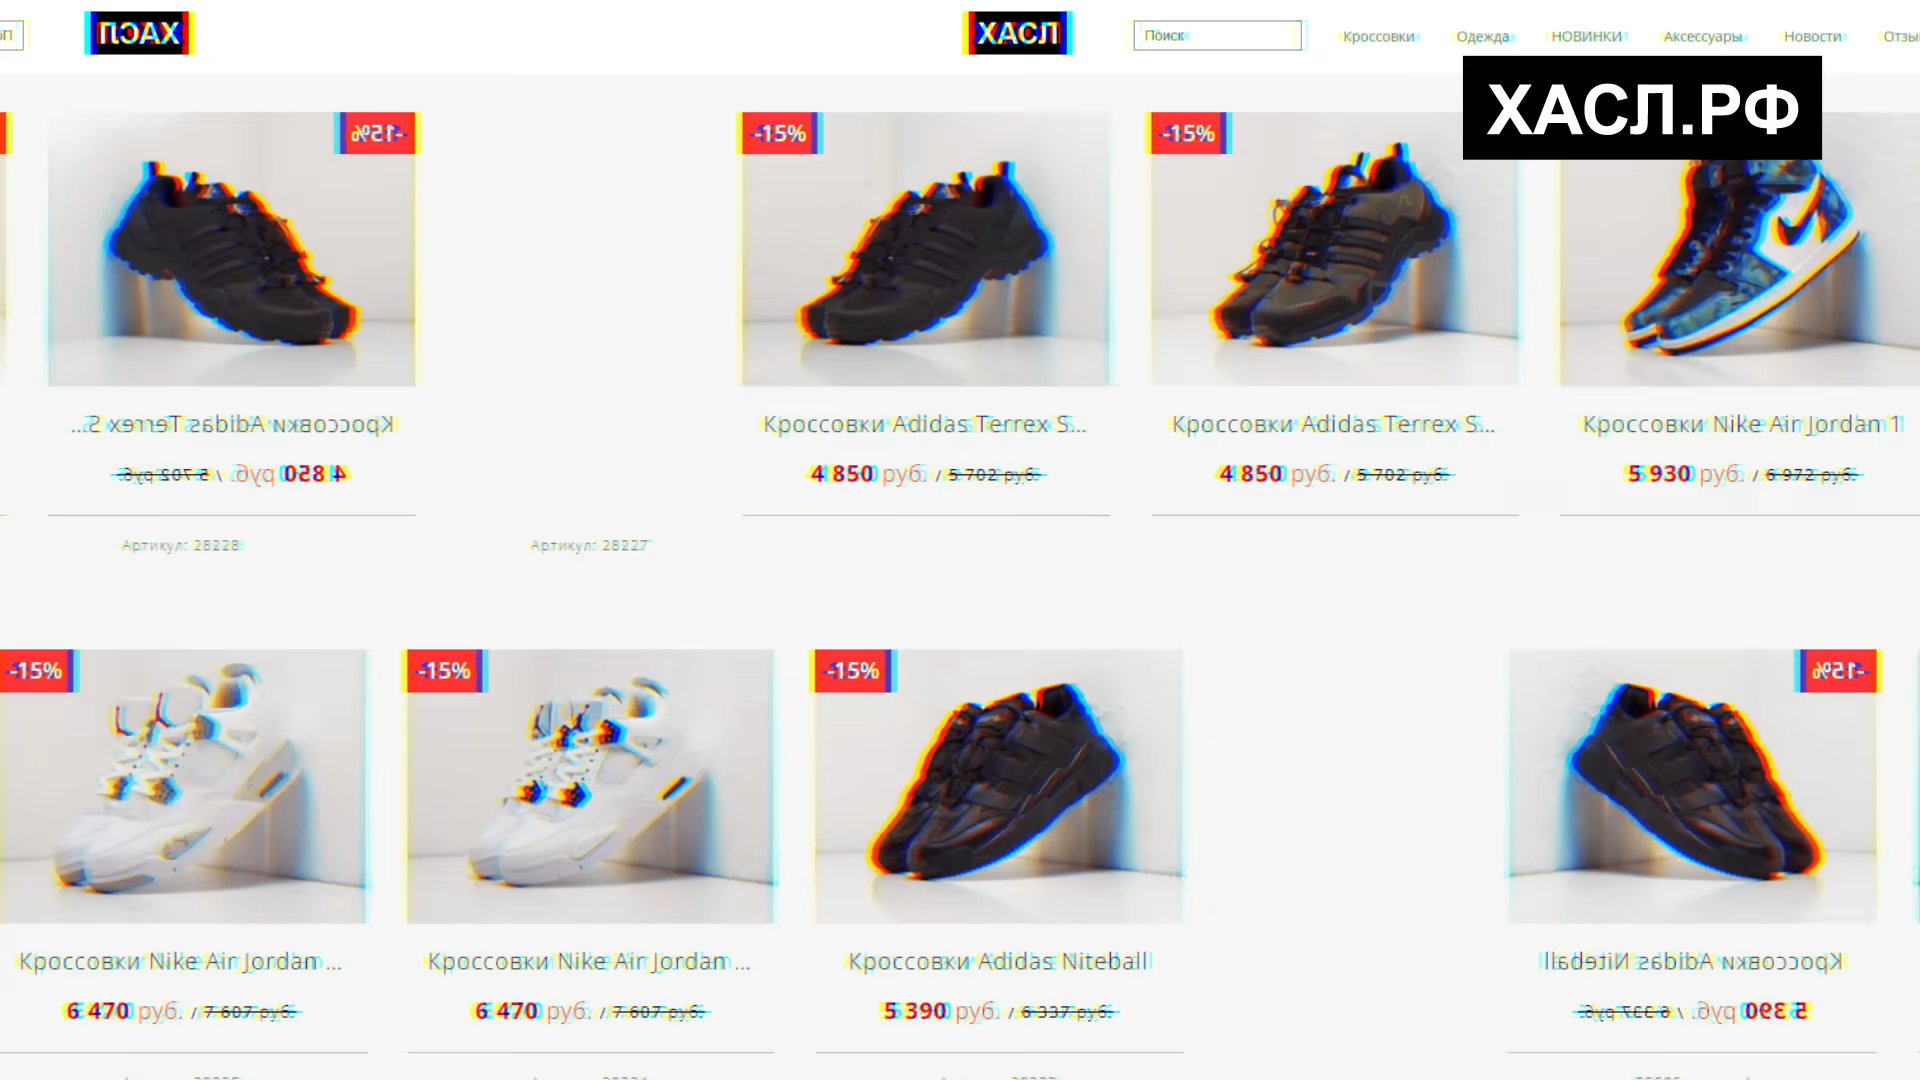 ХАСЛ
ХАСЛ
Поиск
Кроссовки
Одежда
НОВИНКИ
Аксессуары
Новости
ХАСЛ.РФ
-15%
-15%
-15%
Кроссовки Adidas Terrex S...
Кроссовки Adidas Terrex S...
Кроссовки Adidas Terrex S...
Кроссовки Nike Air Jordan 1
4 850 руб. / 5 702 руб.
4 850 руб. / 5 702 руб.
4 850 руб. / 5 702 руб.
5 930 руб. / 6 972 руб.
Артикул: 28228
Артикул: 28227
-15%
-15%
-15%
-15%
Кроссовки Nike Air Jordan ...
Кроссовки Nike Air Jordan ...
Кроссовки Adidas Niteball
Кроссовки Adidas Niteball
6 470 руб. / 7 607 руб.
6 470 руб. / 7 607 руб.
5 390 руб. / 6 337 руб.
5 390 руб. / 6 337 руб.